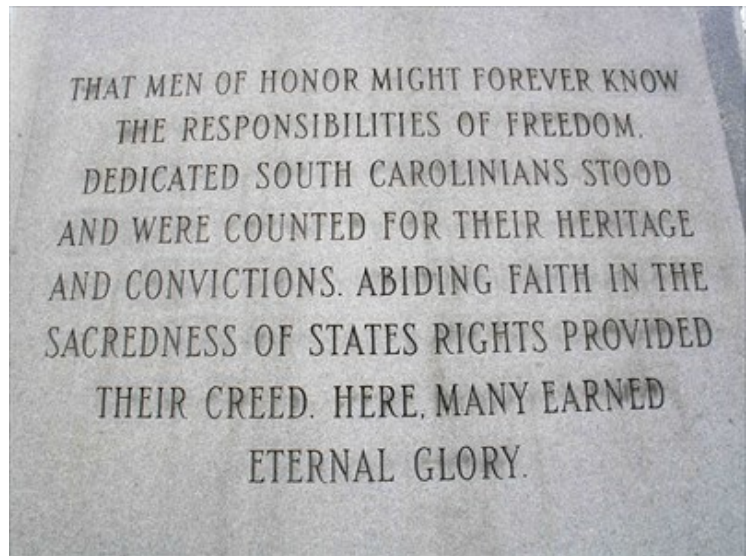 THAT MEN OF HONOR MIGHT FOREVER KNOW
THE RESPONSIBILITIES OF FREEDOM.
DEDICATED SOUTH CAROLINIANS STOOD
AND WERE COUNTED FOR THEIR HERITAGE
AND CONVICTIONS. ABIDING FAITH IN THE
SACREDNESS OF STATES RIGHTS PROVIDED
THEIR CREED. HERE, MANY EARNED
ETERNAL GLORY.